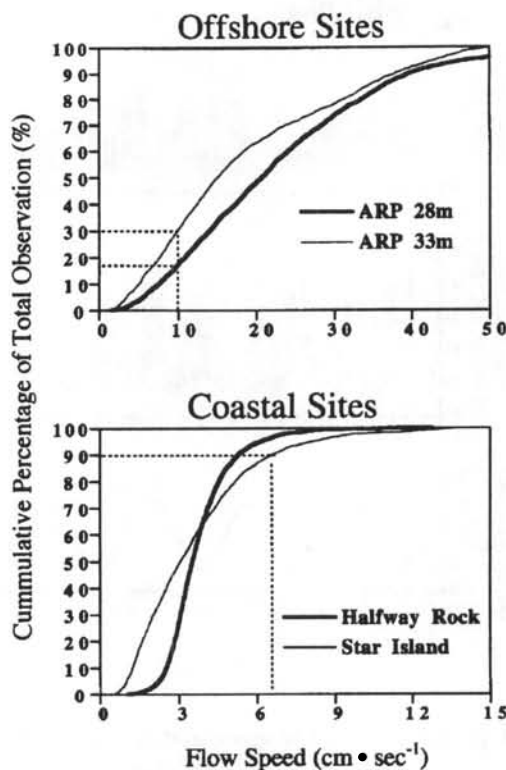 Offshore Sites
Cummulative Percentage of Total Observation (%)
100
90
80
70
60
50
40
30
20
10
0
ARP 28m
ARP 33m
0 10 20 30 40 50
Coastal Sites
100
90
80
70
60
50
40
30
20
10
0
Halfway Rock
Star Island
0 3 6 9 12 15
Flow Speed (cm • sec⁻¹)